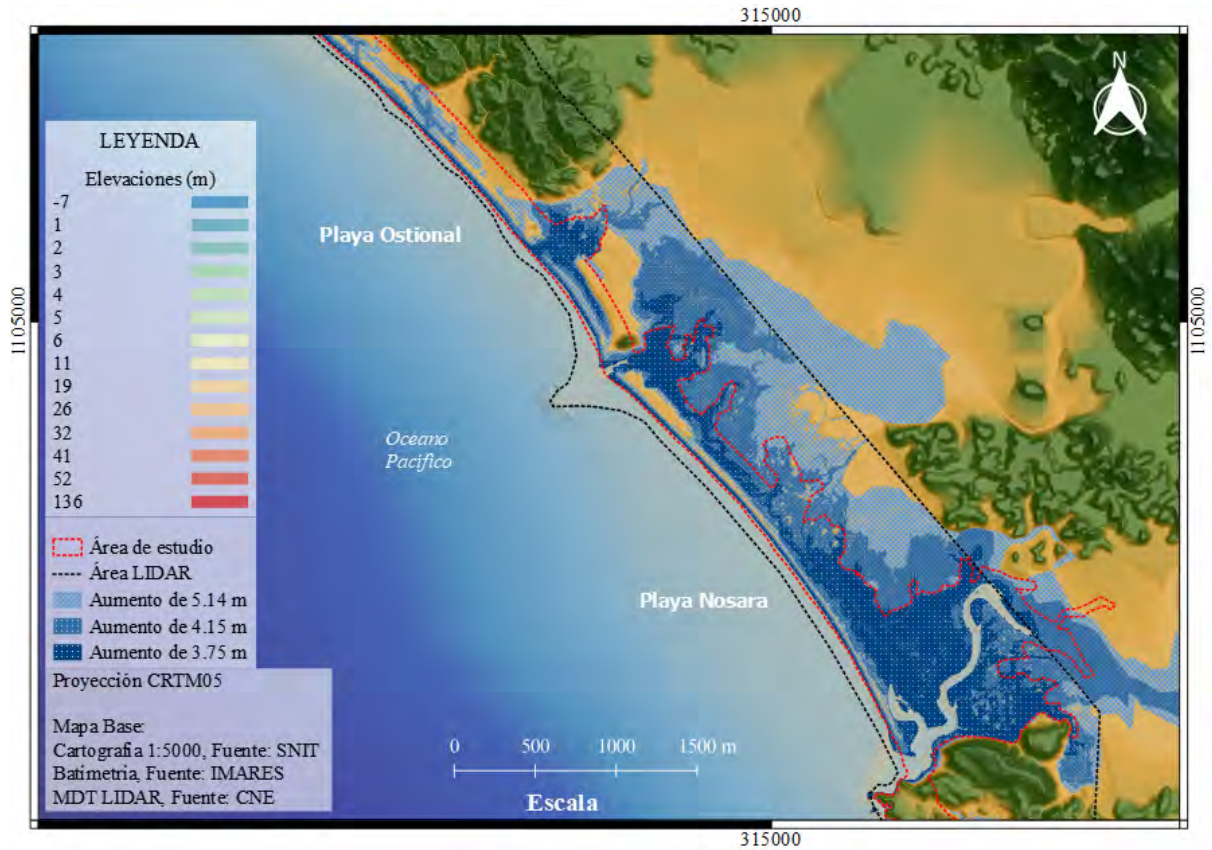 315000
N
LEYENDA
Elevaciones (m)
-7
1
2
3
4
5
6
11
19
26
32
41
52
136
Área de estudio
Área LIDAR
Aumento de 5.14 m
Aumento de 4.15 m
Aumento de 3.75 m
Proyección CRTM05
Mapa Base:
Cartografia 1:5000, Fuente: SNIT
Batimetria, Fuente: IMARES
MDT LIDAR, Fuente: CNE
Playa Ostional
1105000
1105000
Oceano
Pacifico
Playa Nosara
0 500 1000 1500 m
Escala
315000